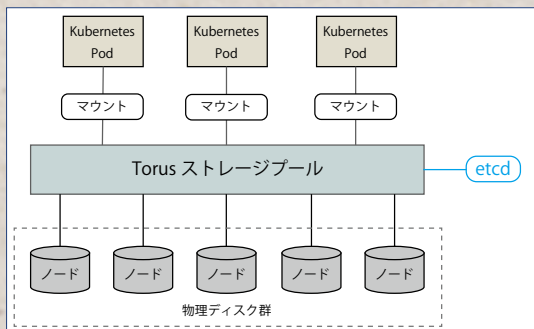 Kubernetes
Pod
Kubernetes
Pod
Kubernetes
Pod
マウント
マウント
マウント
Torus ストレージプール
etcd
ノード
ノード
ノード
ノード
ノード
物理ディスク群